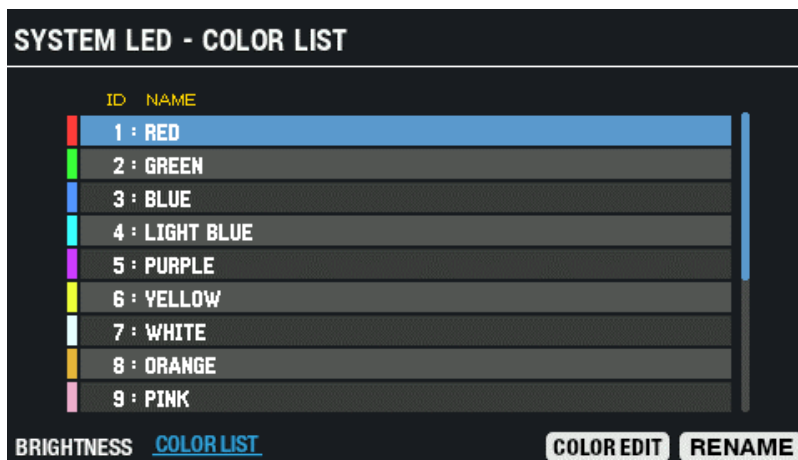 SYSTEM LED - COLOR LIST
ID NAME
1 : RED
2 : GREEN
3 : BLUE
4 : LIGHT BLUE
5 : PURPLE
6 : YELLOW
7 : WHITE
8 : ORANGE
9 : PINK
BRIGHTNESS COLOR LIST COLOR EDIT RENAME